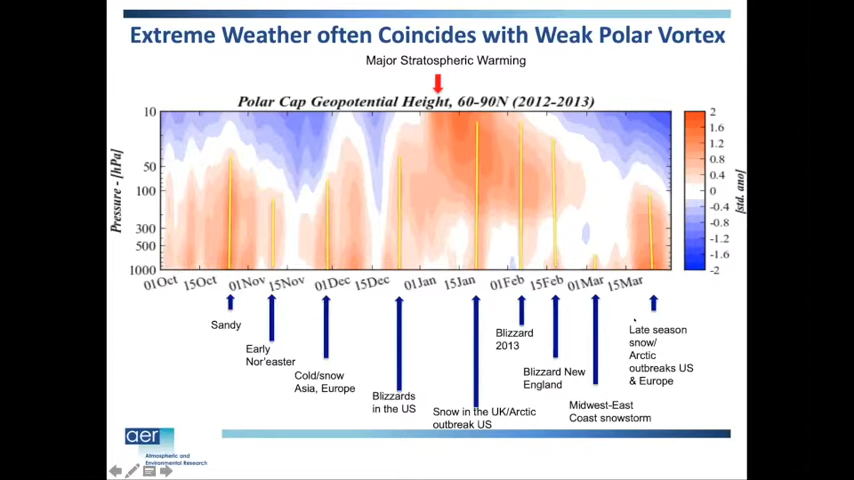 Extreme Weather often Coincides with Weak Polar Vortex
Major Stratospheric Warming
Polar Cap Geopotential Height, 60-90N (2012-2013)
Pressure - [hPa]
10
50
100
300
500
1000
01Oct 15Oct 01Nov 15Nov 01Dec 15Dec 01Jan 15Jan 01Feb 15Feb 01Mar 15Mar
2
1.6
1.2
0.8
0.4
0
-0.4
-0.8
-1.2
-1.6
-2
[std. ano]
Sandy
Early
Nor'easter
Cold/snow
Asia, Europe
Blizzards
in the US
Snow in the UK/Arctic
outbreak US
Blizzard
2013
Blizzard New
England
Midwest-East
Coast snowstorm
Late season
snow/
Arctic
outbreaks US
& Europe
aer
Atmospheric and
Environmental Research